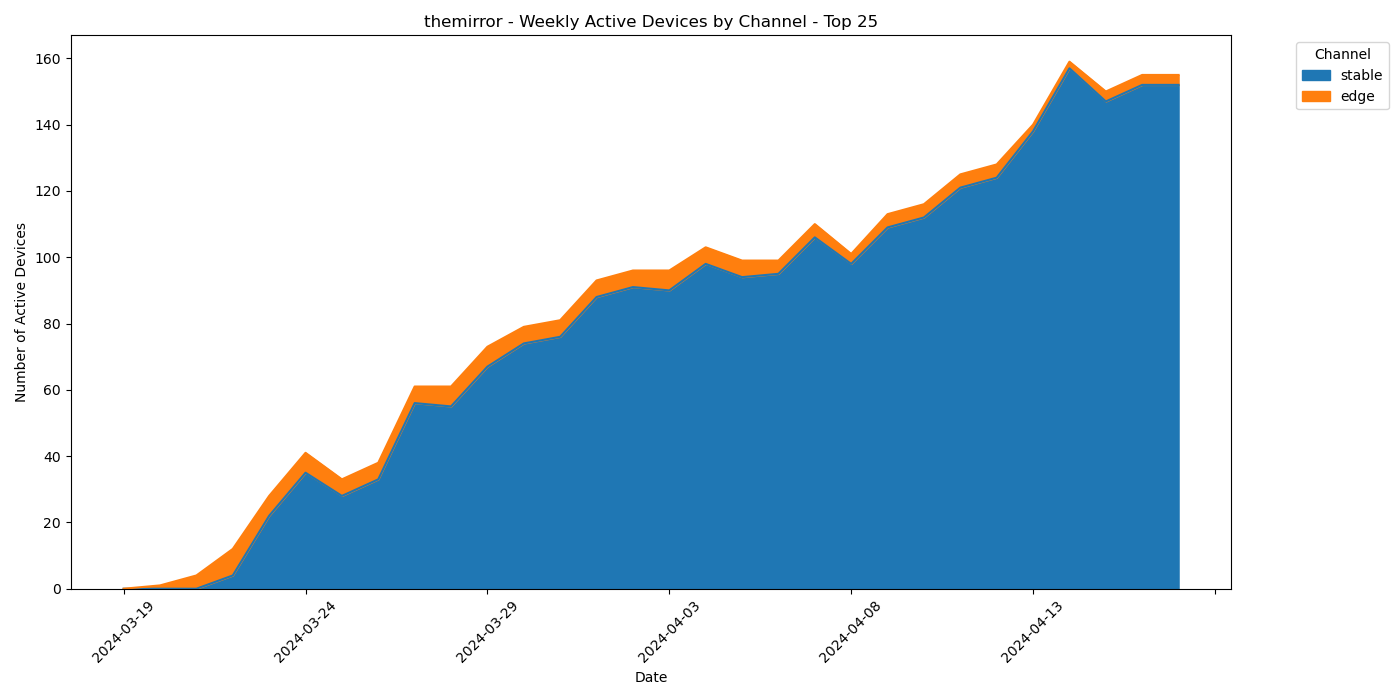 themirror - Weekly Active Devices by Channel - Top 25
Channel
stable
edge
Number of Active Devices
160
140
120
100
80
60
40
20
0
2024-03-19
2024-03-24
2024-03-29
2024-04-03
2024-04-08
2024-04-13
Date